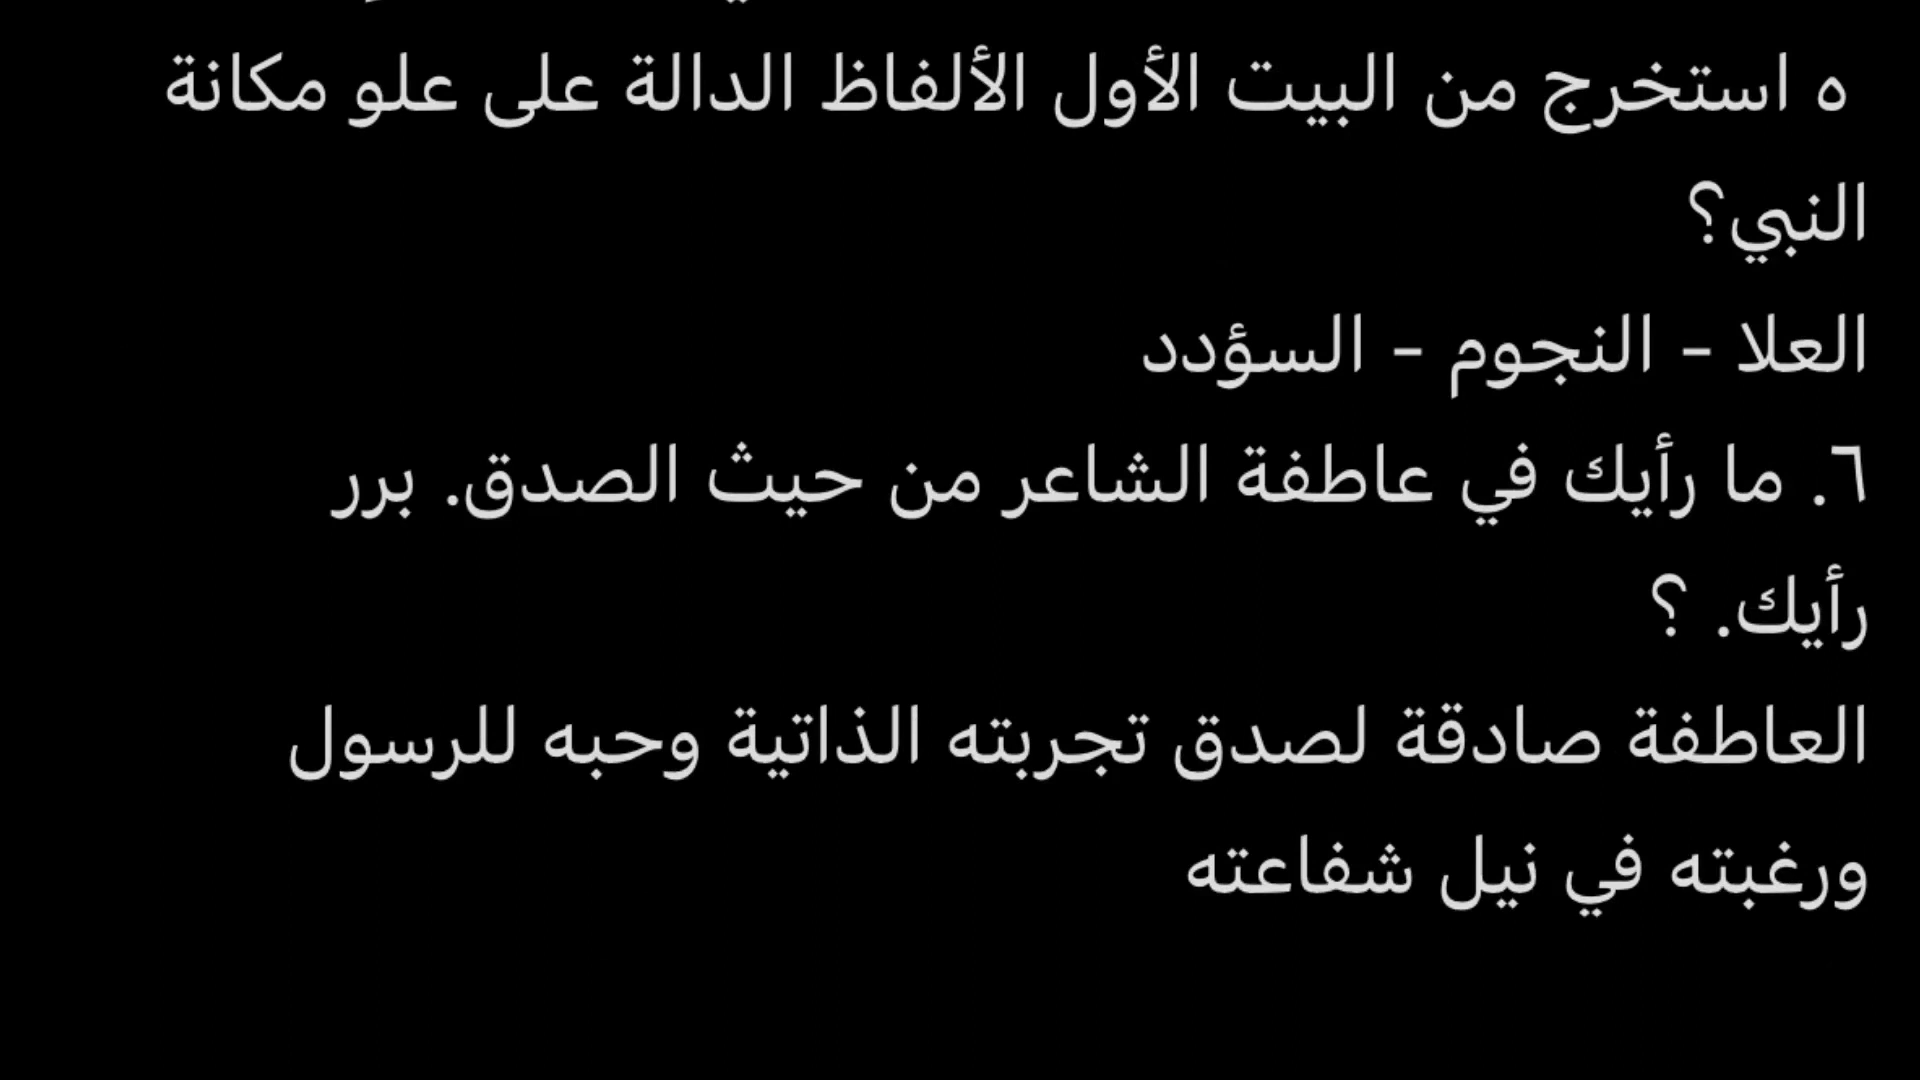 ٥ استخرج من البيت الأول الألفاظ الدالة على علو مكانة
النبي؟
العلا - النجوم - السؤدد
٦. ما رأيك في عاطفة الشاعر من حيث الصدق. برر
رأيك. ؟
العاطفة صادقة لصدق تجربته الذاتية وحبه للرسول
ورغبته في نيل شفاعته